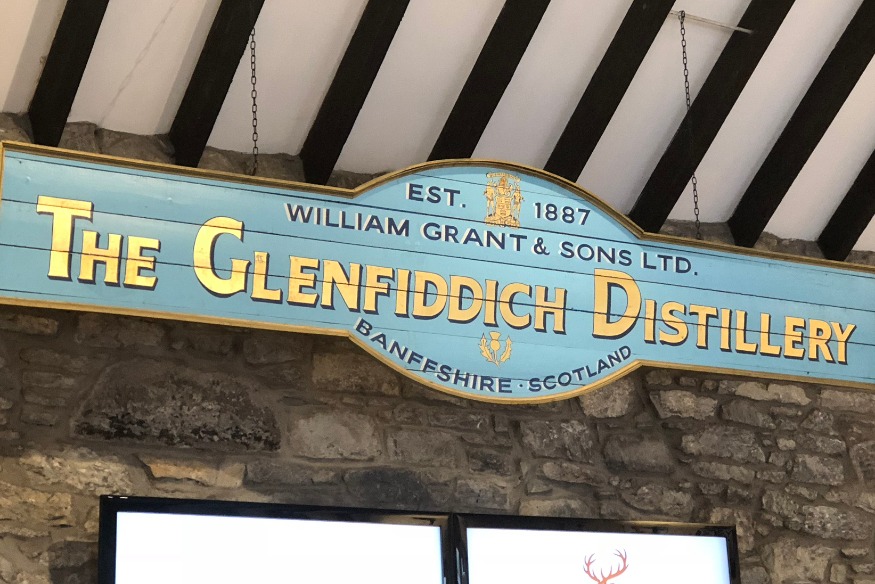 EST. 1887
WILLIAM GRANT & SONS LTD.
THE GLENFIDDICH DISTILLERY
BANFFSHIRE · SCOTLAND